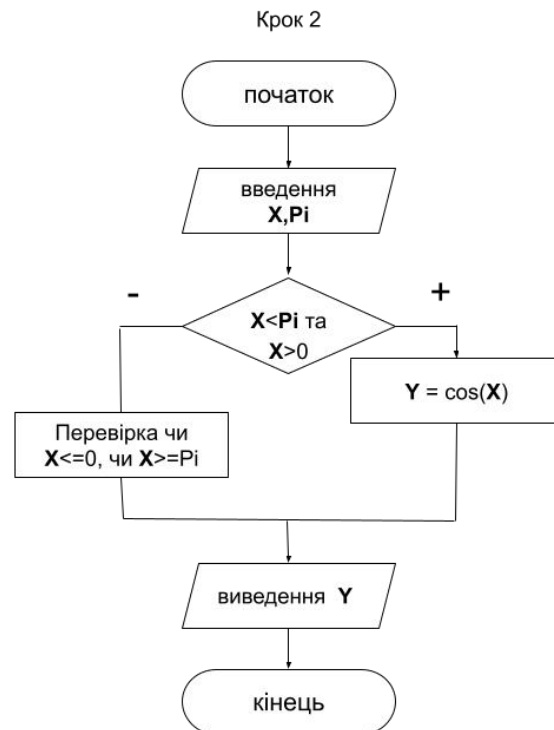 Крок 2
початок
введення
X,Pi
-
+
X<Pi та
X>0
Y = cos(X)
Перевірка чи
X<=0, чи X>=Pi
виведення Y
кінець